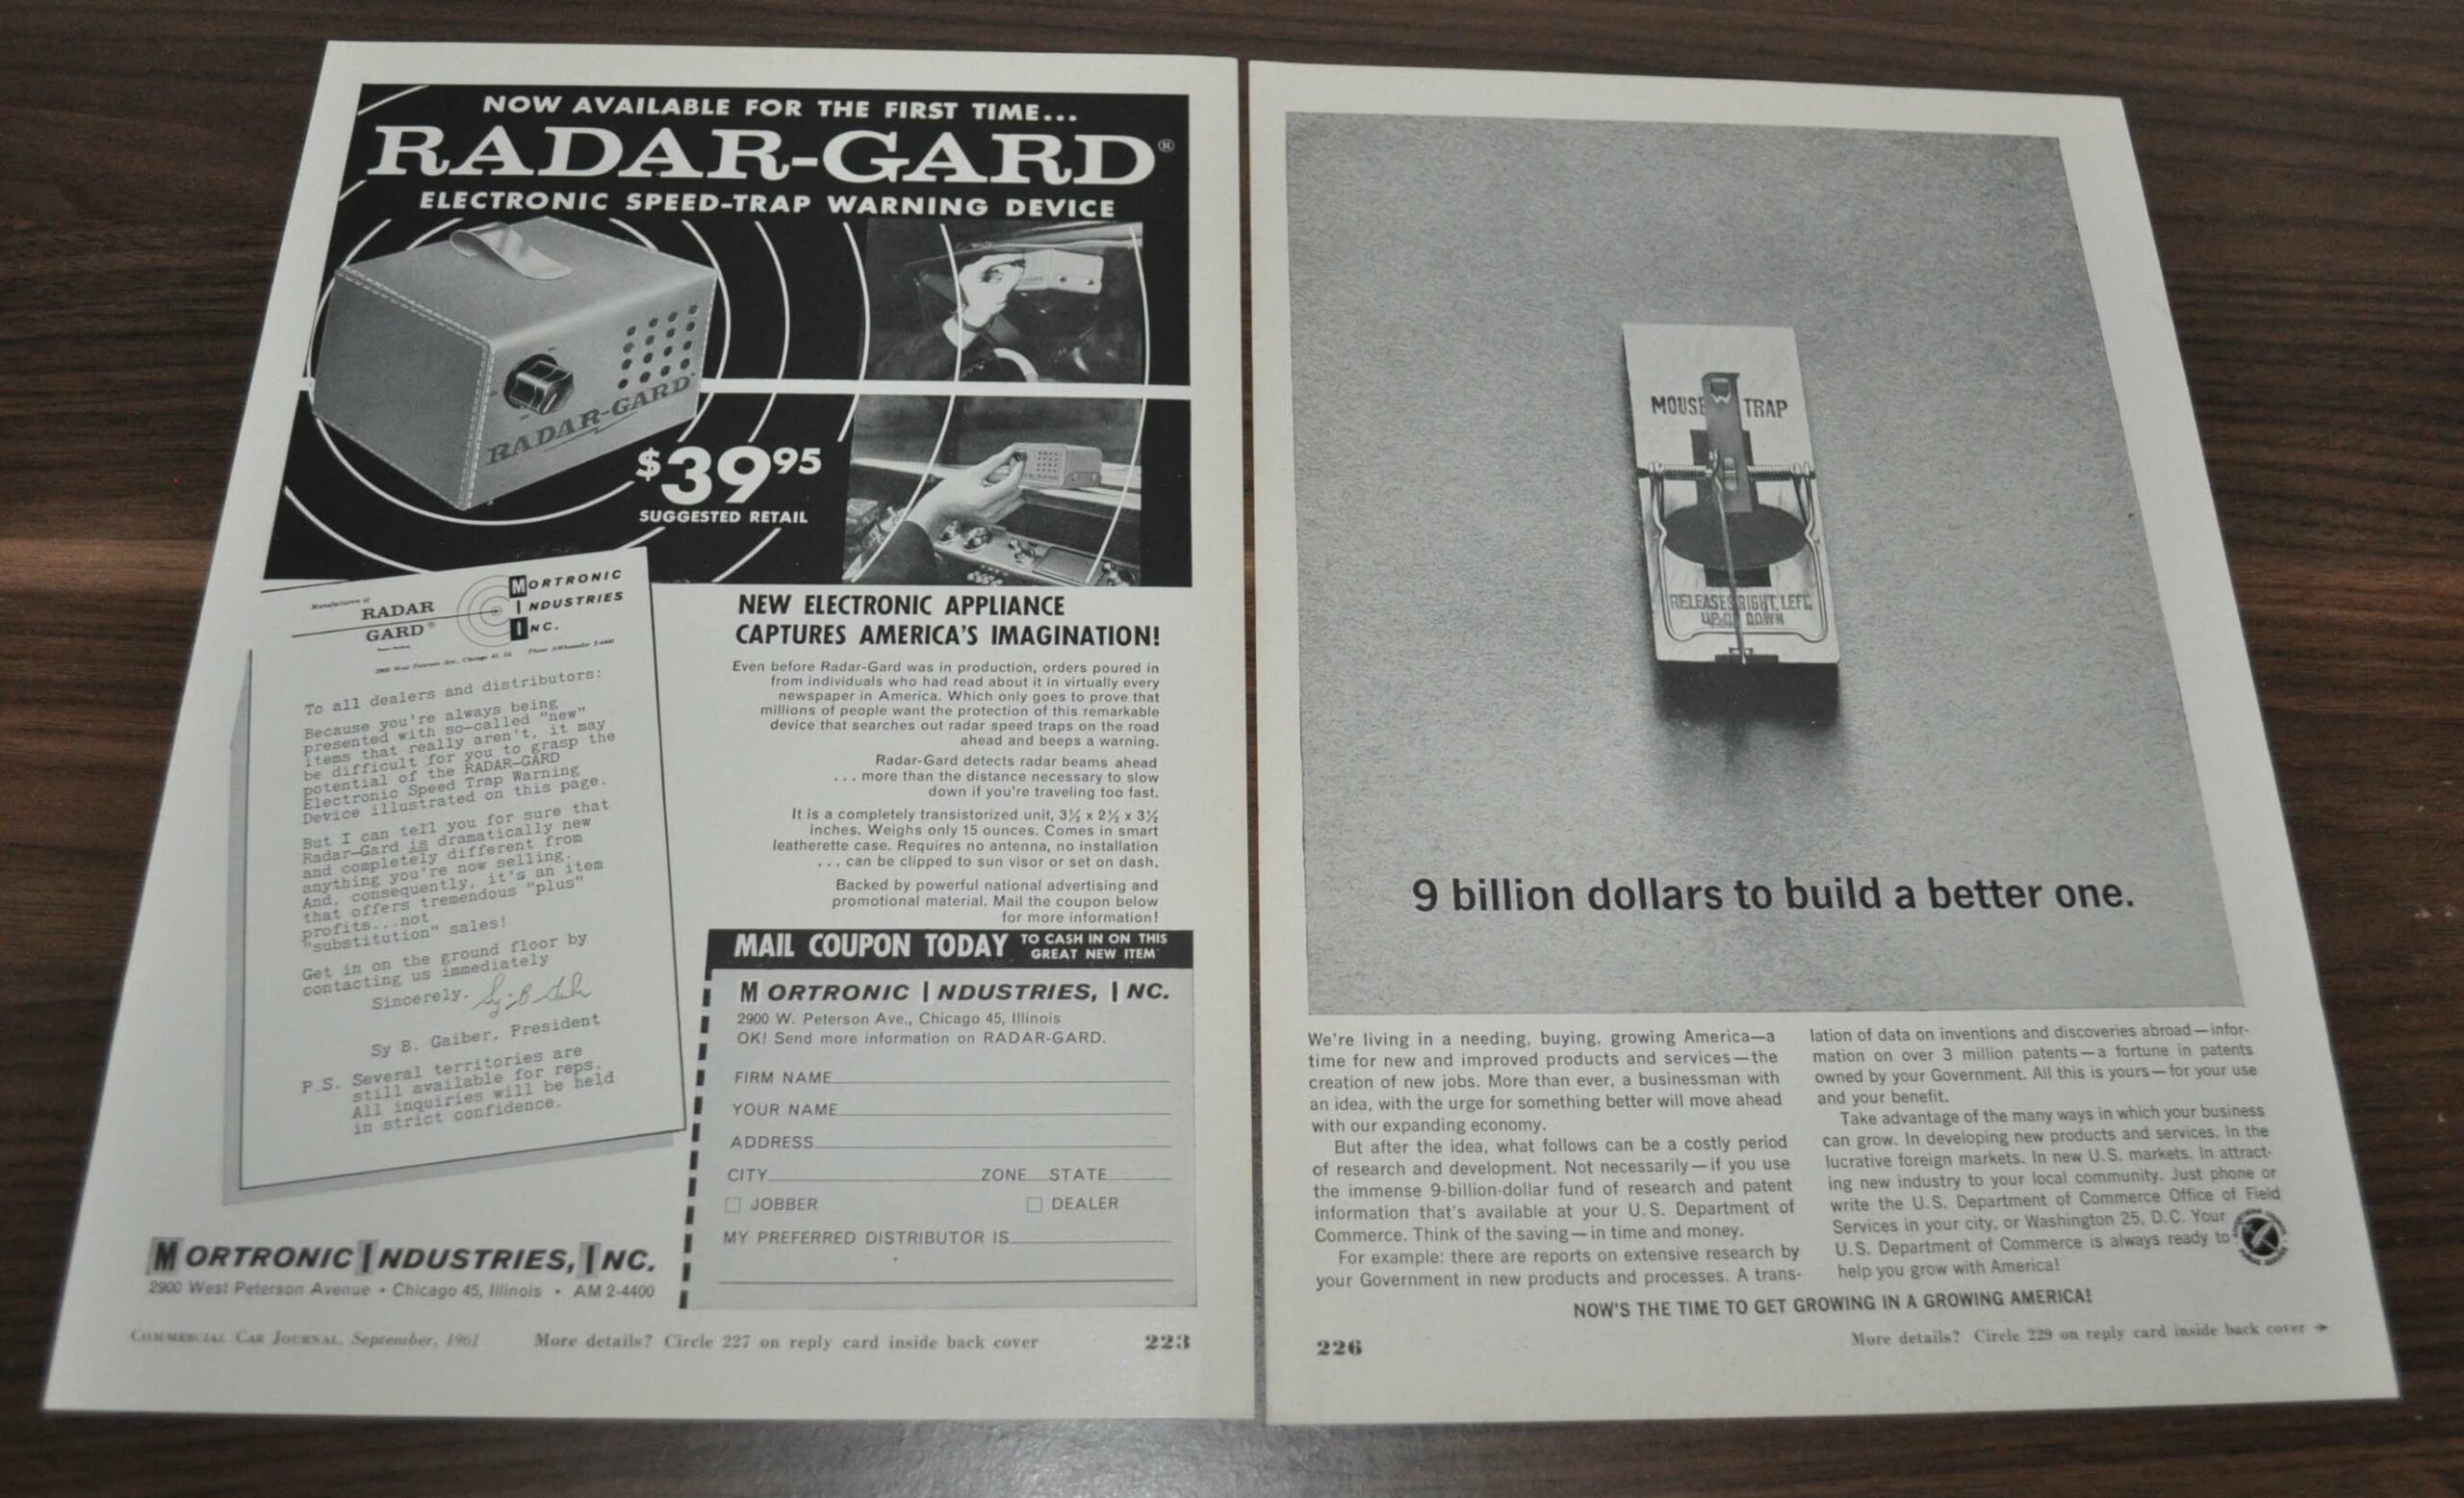 NOW AVAILABLE FOR THE FIRST TIME...
RADAR-GARD®
ELECTRONIC SPEED-TRAP WARNING DEVICE
RADAR-GARD
$39.95
SUGGESTED RETAIL
Manufacturers of
RADAR
GARD®
MORTRONIC
INDUSTRIES
INC.
2900 West Peterson Ave., Chicago 45, Ill.
To all dealers and distributors:
Because you're always being
presented with so-called "new"
items that really aren't, it may
be difficult for you to grasp the
potential of the RADAR-GARD
Electronic Speed Trap Warning
Device illustrated on this page.
But I can tell you for sure that
Radar-Gard is dramatically new
and completely different from
anything you're now selling.
And, consequently, it's an item
that offers tremendous "plus"
profits...not
"substitution" sales!
Get in on the ground floor by
contacting us immediately
Sincerely,
Sy B. Gaiber, President
P.S. Several territories are
still available for reps.
All inquiries will be held
in strict confidence.
MORTRONIC INDUSTRIES, INC.
2900 West Peterson Avenue • Chicago 45, Illinois • AM 2-4400
NEW ELECTRONIC APPLIANCE
CAPTURES AMERICA'S IMAGINATION!
Even before Radar-Gard was in production, orders poured in
from individuals who had read about it in virtually every
newspaper in America. Which only goes to prove that
millions of people want the protection of this remarkable
device that searches out radar speed traps on the road
ahead and beeps a warning.
Radar-Gard detects radar beams ahead
... more than the distance necessary to slow
down if you're traveling too fast.
It is a completely transistorized unit, 3½ x 2½ x 3½
inches. Weighs only 15 ounces. Comes in smart
leatherette case. Requires no antenna, no installation
... can be clipped to sun visor or set on dash.
Backed by powerful national advertising and
promotional material. Mail the coupon below
for more information!
MAIL COUPON TODAY TO CASH IN ON THIS
GREAT NEW ITEM
MORTRONIC INDUSTRIES, INC.
2900 W. Peterson Ave., Chicago 45, Illinois
OK! Send more information on RADAR-GARD.
FIRM NAME
YOUR NAME
ADDRESS
CITY ZONE STATE
JOBBER DEALER
MY PREFERRED DISTRIBUTOR IS
COMMERCIAL CAR JOURNAL, September, 1961 More details? Circle 227 on reply card inside back cover 223
MOUSE TRAP
RELEASES RIGHT, LEFT,
UP OR DOWN
9 billion dollars to build a better one.
We're living in a needing, buying, growing America—a
time for new and improved products and services—the
creation of new jobs. More than ever, a businessman with
an idea, with the urge for something better will move ahead
with our expanding economy.
But after the idea, what follows can be a costly period
of research and development. Not necessarily—if you use
the immense 9-billion-dollar fund of research and patent
information that's available at your U.S. Department of
Commerce. Think of the saving—in time and money.
For example: there are reports on extensive research by
your Government in new products and processes. A trans-
lation of data on inventions and discoveries abroad—infor-
mation on over 3 million patents—a fortune in patents
owned by your Government. All this is yours—for your use
and your benefit.
Take advantage of the many ways in which your business
can grow. In developing new products and services. In the
lucrative foreign markets. In new U.S. markets. In attract-
ing new industry to your local community. Just phone or
write the U.S. Department of Commerce Office of Field
Services in your city, or Washington 25, D.C. Your
U.S. Department of Commerce is always ready to
help you grow with America!
NOW'S THE TIME TO GET GROWING IN A GROWING AMERICA!
226 More details? Circle 229 on reply card inside back cover →